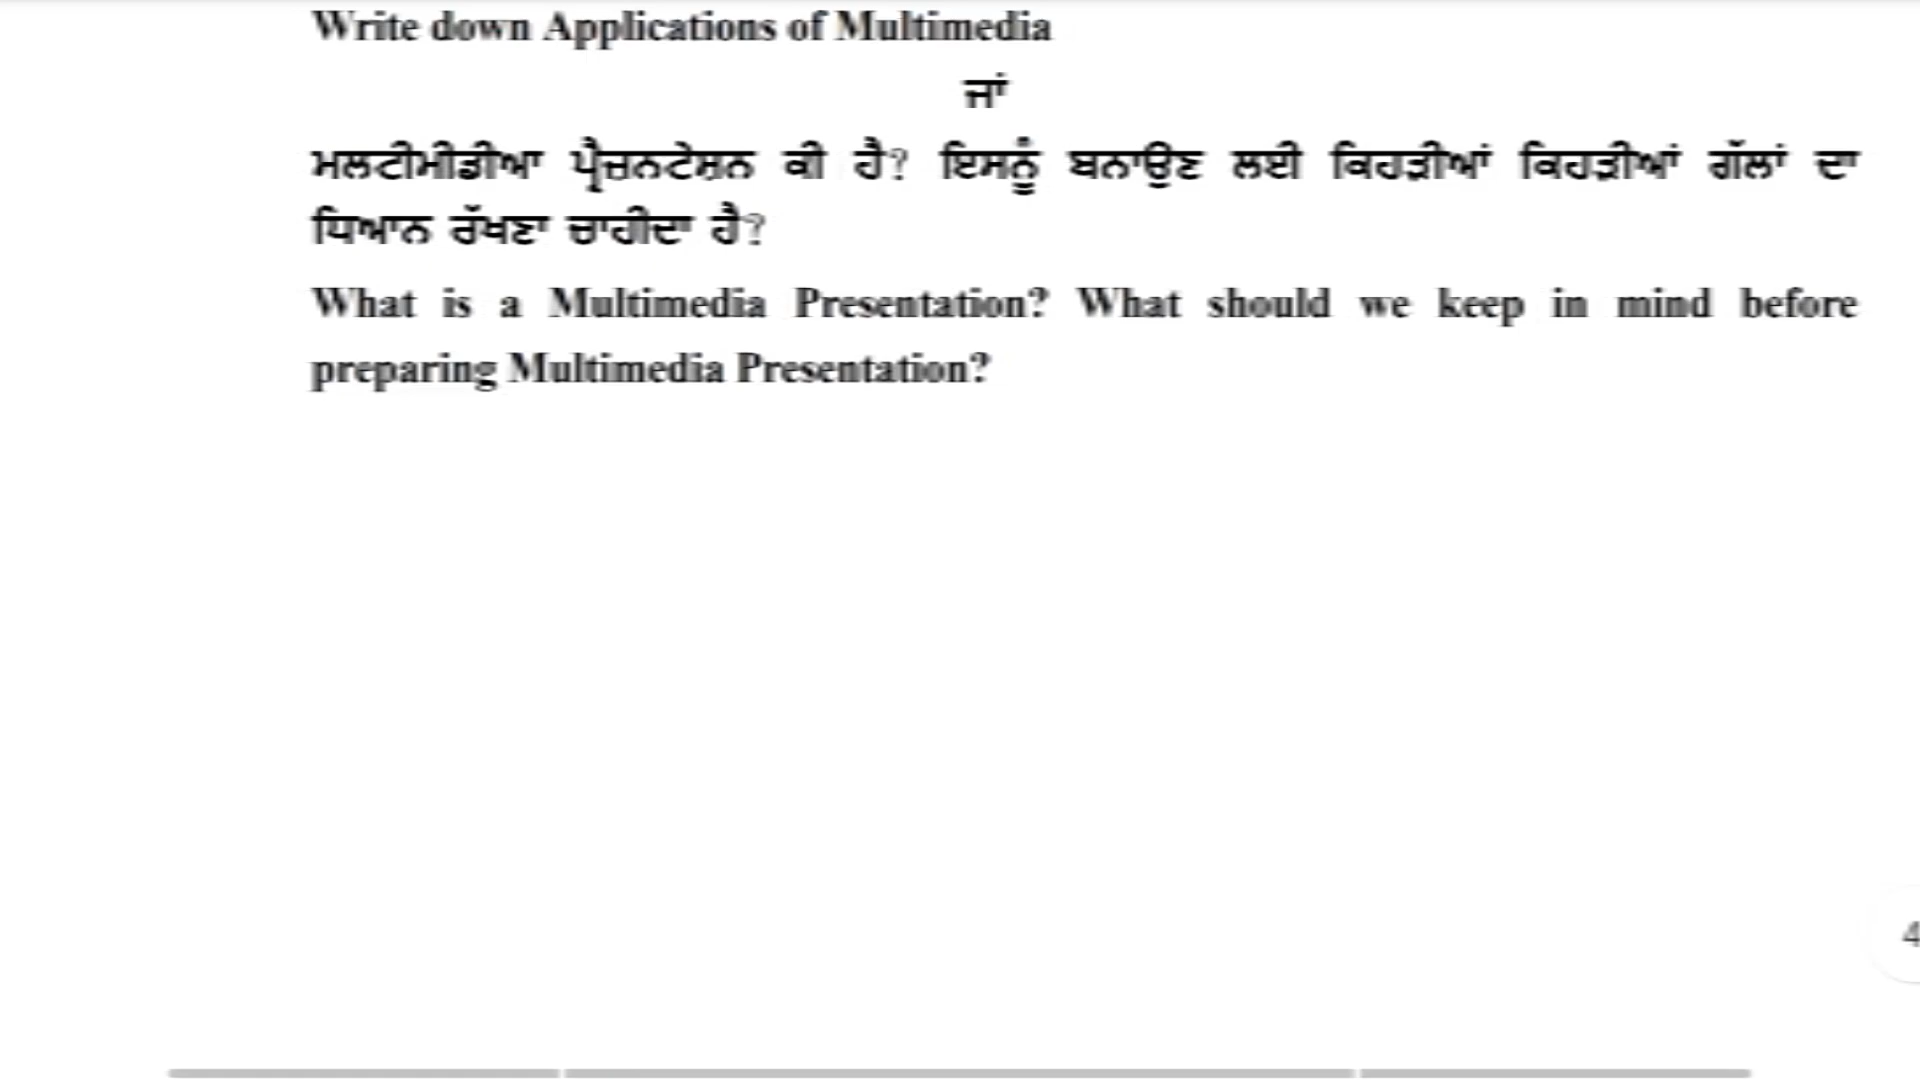 Write down Applications of Multimedia
ਜਾਂ
ਮਲਟੀਮੀਡੀਆ ਪ੍ਰੈਜ਼ਨਟੇਸ਼ਨ ਕੀ ਹੈ? ਇਸਨੂੰ ਬਨਾਉਣ ਲਈ ਕਿਹੜੀਆਂ ਕਿਹੜੀਆਂ ਗੱਲਾਂ ਦਾ
ਧਿਆਨ ਰੱਖਣਾ ਚਾਹੀਦਾ ਹੈ?
What is a Multimedia Presentation? What should we keep in mind before
preparing Multimedia Presentation?
4